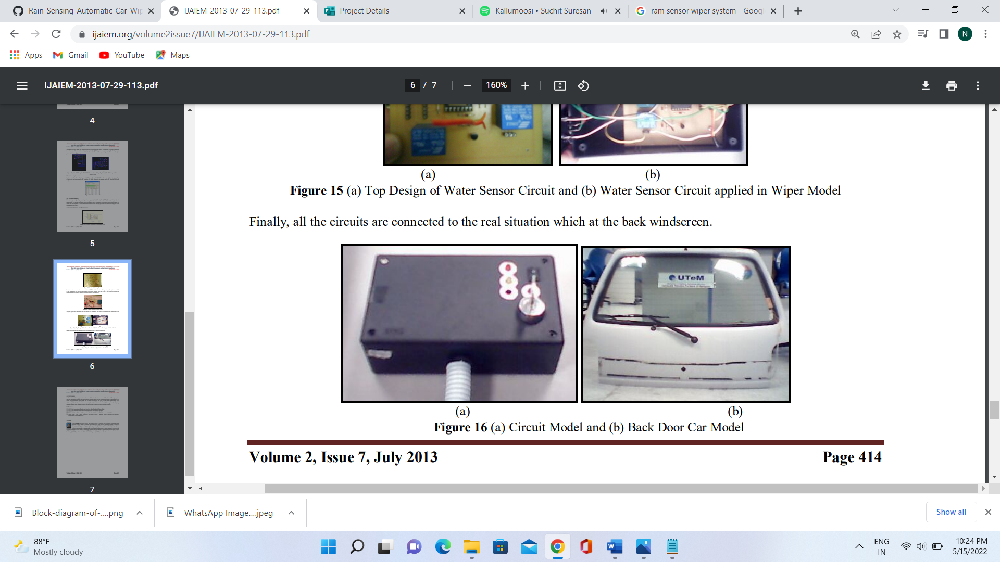 Rain-Sensing-Automatic-Car-Wip
IJAIEM-2013-07-29-113.pdf
Project Details
Kallumoosi • Suchit Suresan
ram sensor wiper system - Googl
ijaiem.org/volume2issue7/IJAIEM-2013-07-29-113.pdf
N
Apps
Gmail
YouTube
Maps
IJAIEM-2013-07-29-113.pdf
6 / 7
160%
4
5
6
7
(a)
(b)
Figure 15 (a) Top Design of Water Sensor Circuit and (b) Water Sensor Circuit applied in Wiper Model
Finally, all the circuits are connected to the real situation which at the back windscreen.
UTeM
(a)
(b)
Figure 16 (a) Circuit Model and (b) Back Door Car Model
Volume 2, Issue 7, July 2013
Page 414
Block-diagram-of-....png
WhatsApp Image....jpeg
Show all
88°F
Mostly cloudy
ENG
IN
10:24 PM
5/15/2022